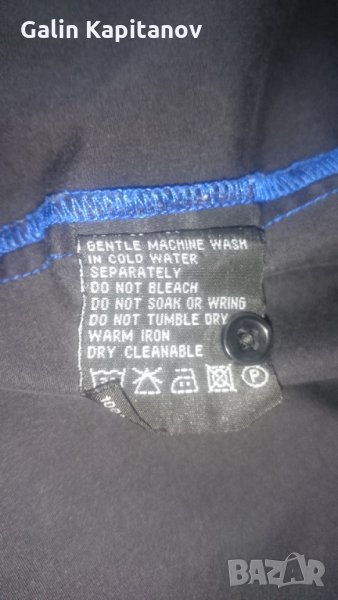 Galin Kapitanov
GENTLE MACHINE WASH
IN COLD WATER
SEPARATELY
DO NOT BLEACH
DO NOT SOAK OR WRING
DO NOT TUMBLE DRY
WARM IRON
DRY CLEANABLE
P
BAZAR